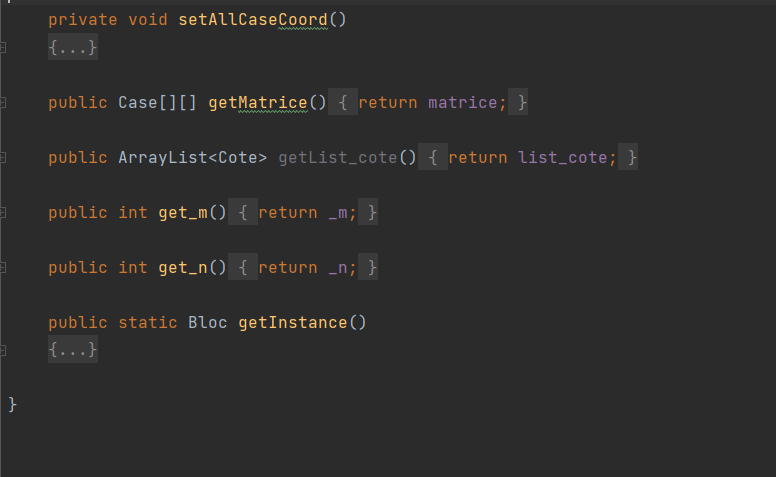 private void setAllCaseCoord()
{...}
public Case[][] getMatrice() { return matrice; }
public ArrayList<Cote> getList_cote() { return list_cote; }
public int get_m() { return _m; }
public int get_n() { return _n; }
public static Bloc getInstance()
{...}
}